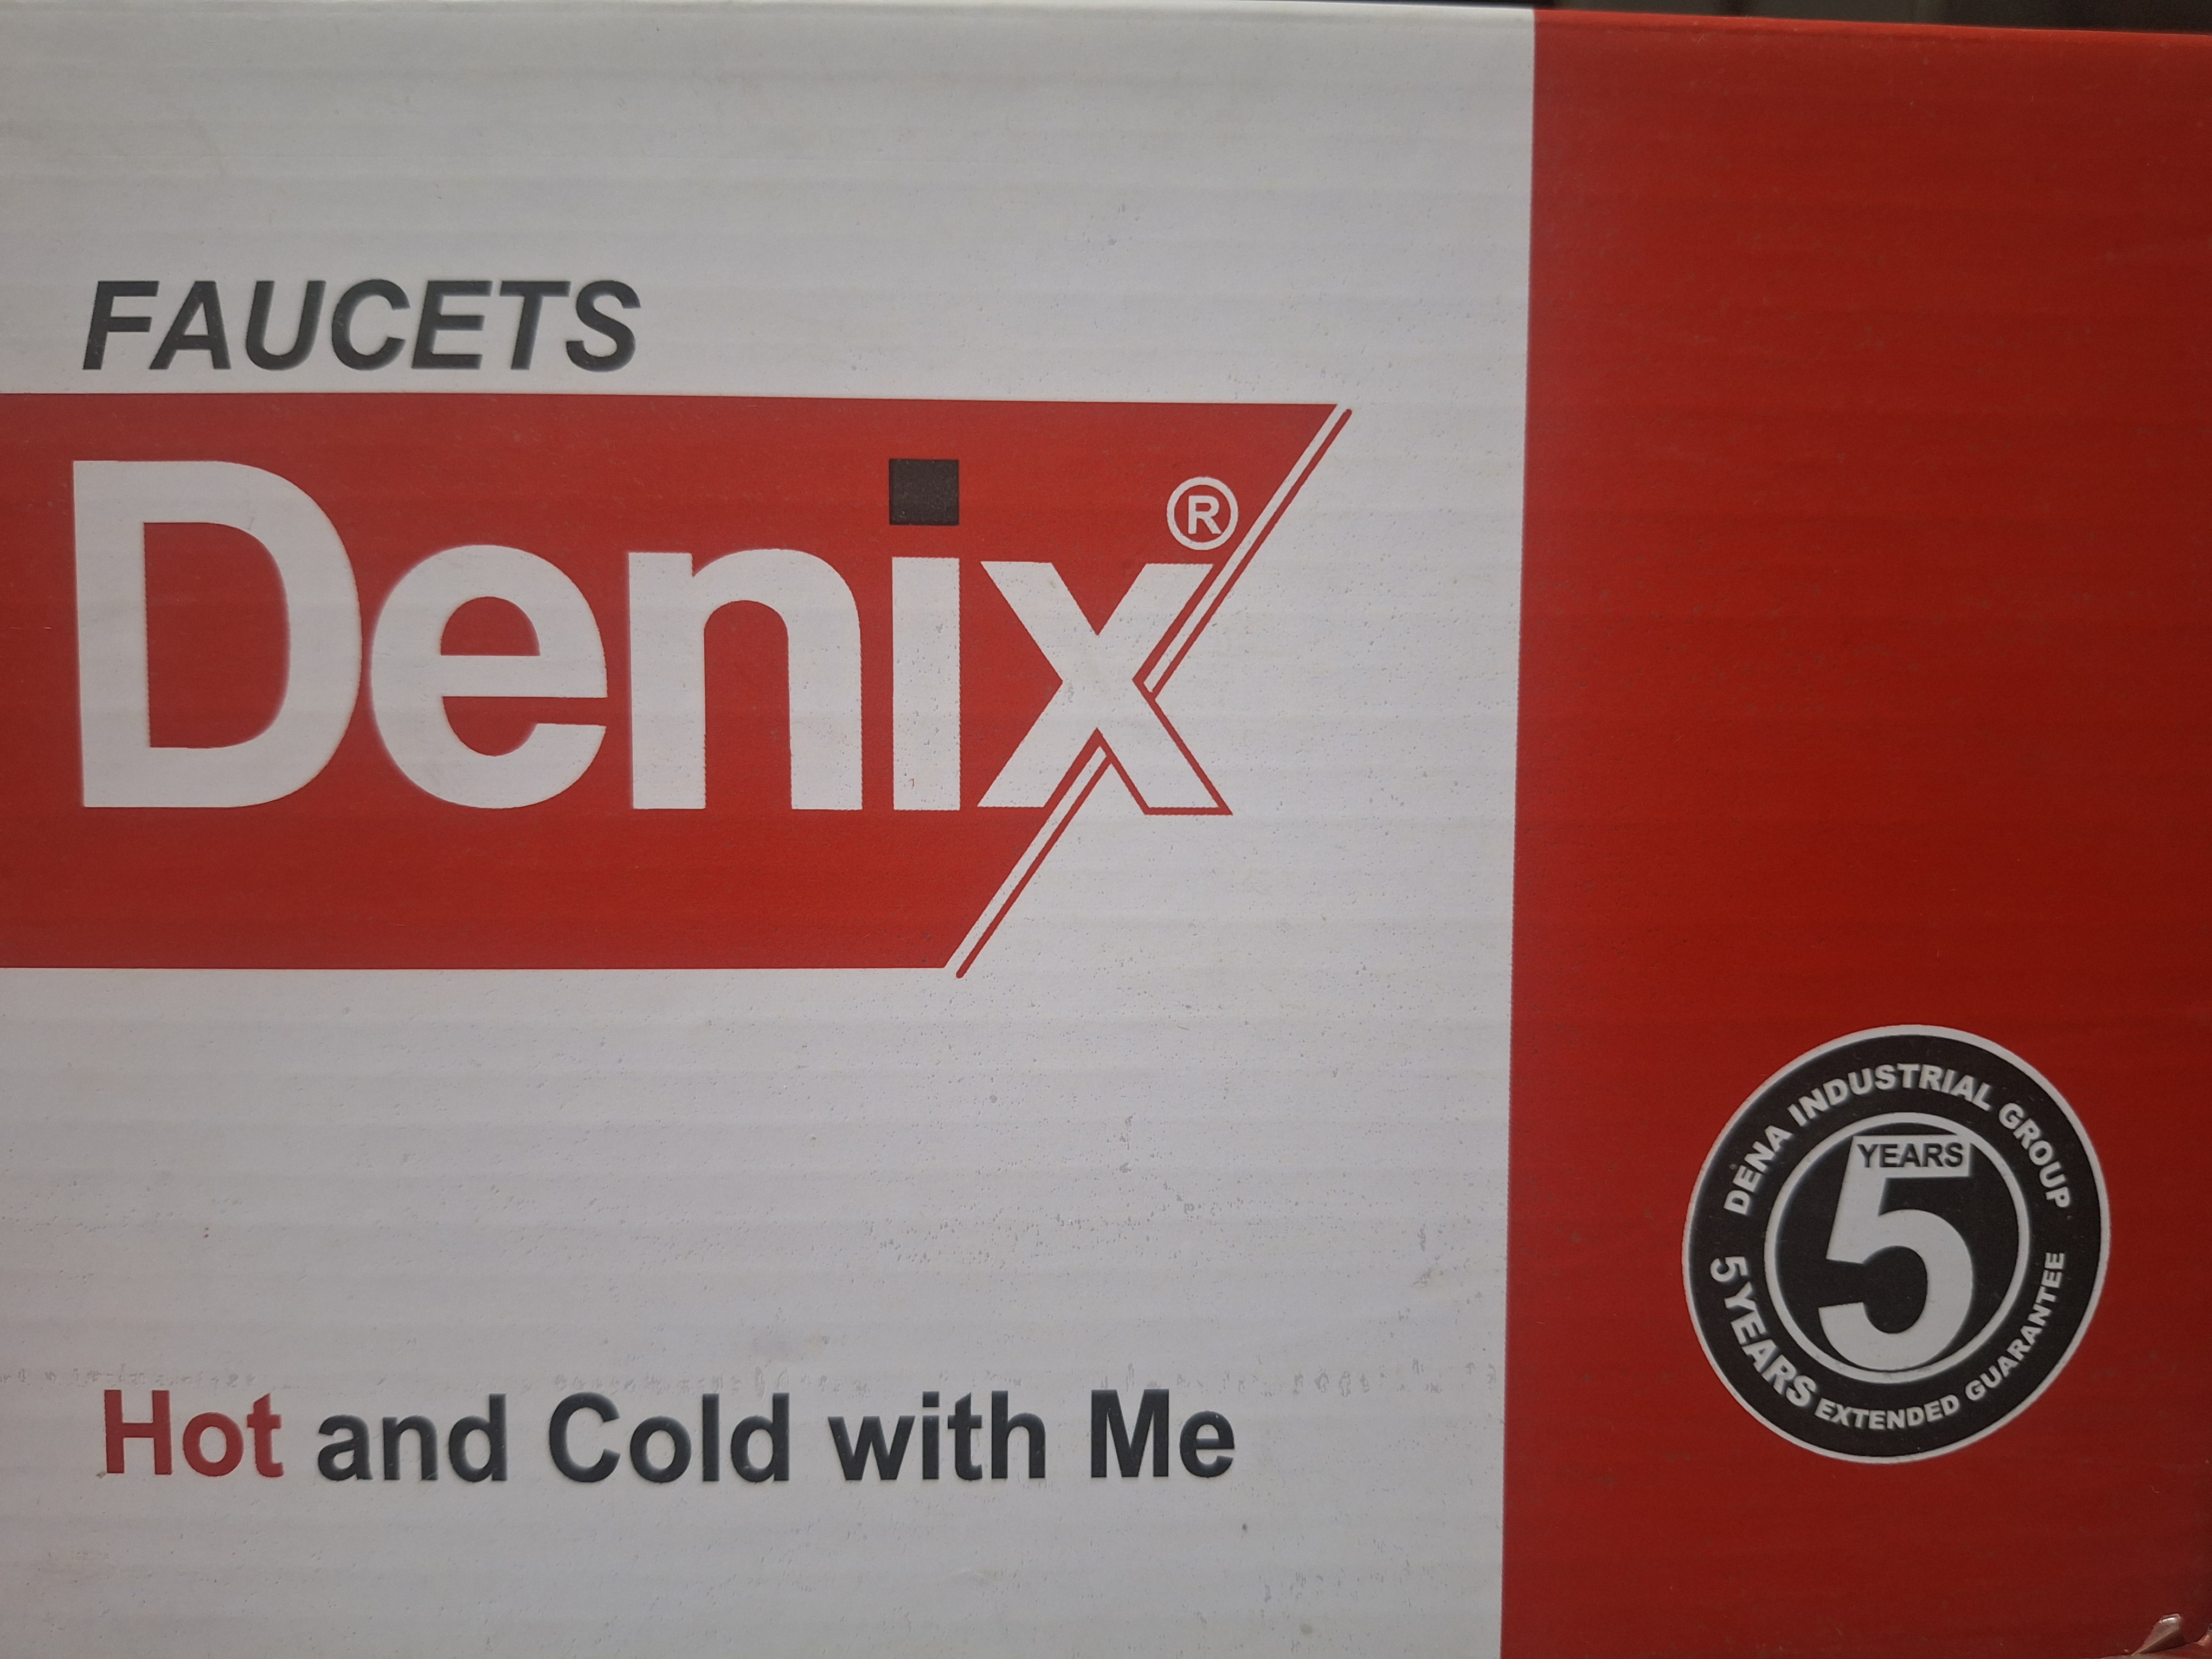 FAUCETS
Denix®
Hot and Cold with Me
DENA INDUSTRIAL GROUP
YEARS
5
5 YEARS EXTENDED GUARANTEE